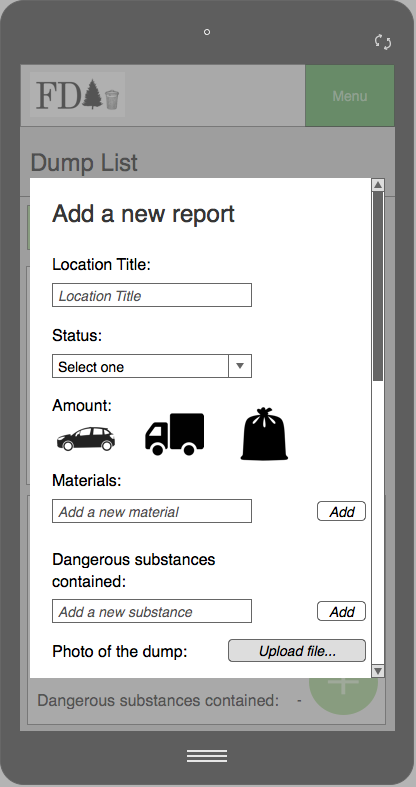 FD
Menu
Dump List
Add a new report
Location Title:
Location Title
Status:
Select one
Amount:
Materials:
Add a new material
Add
Dangerous substances
contained:
Add a new substance
Add
Photo of the dump:
Upload file...
Dangerous substances contained: -